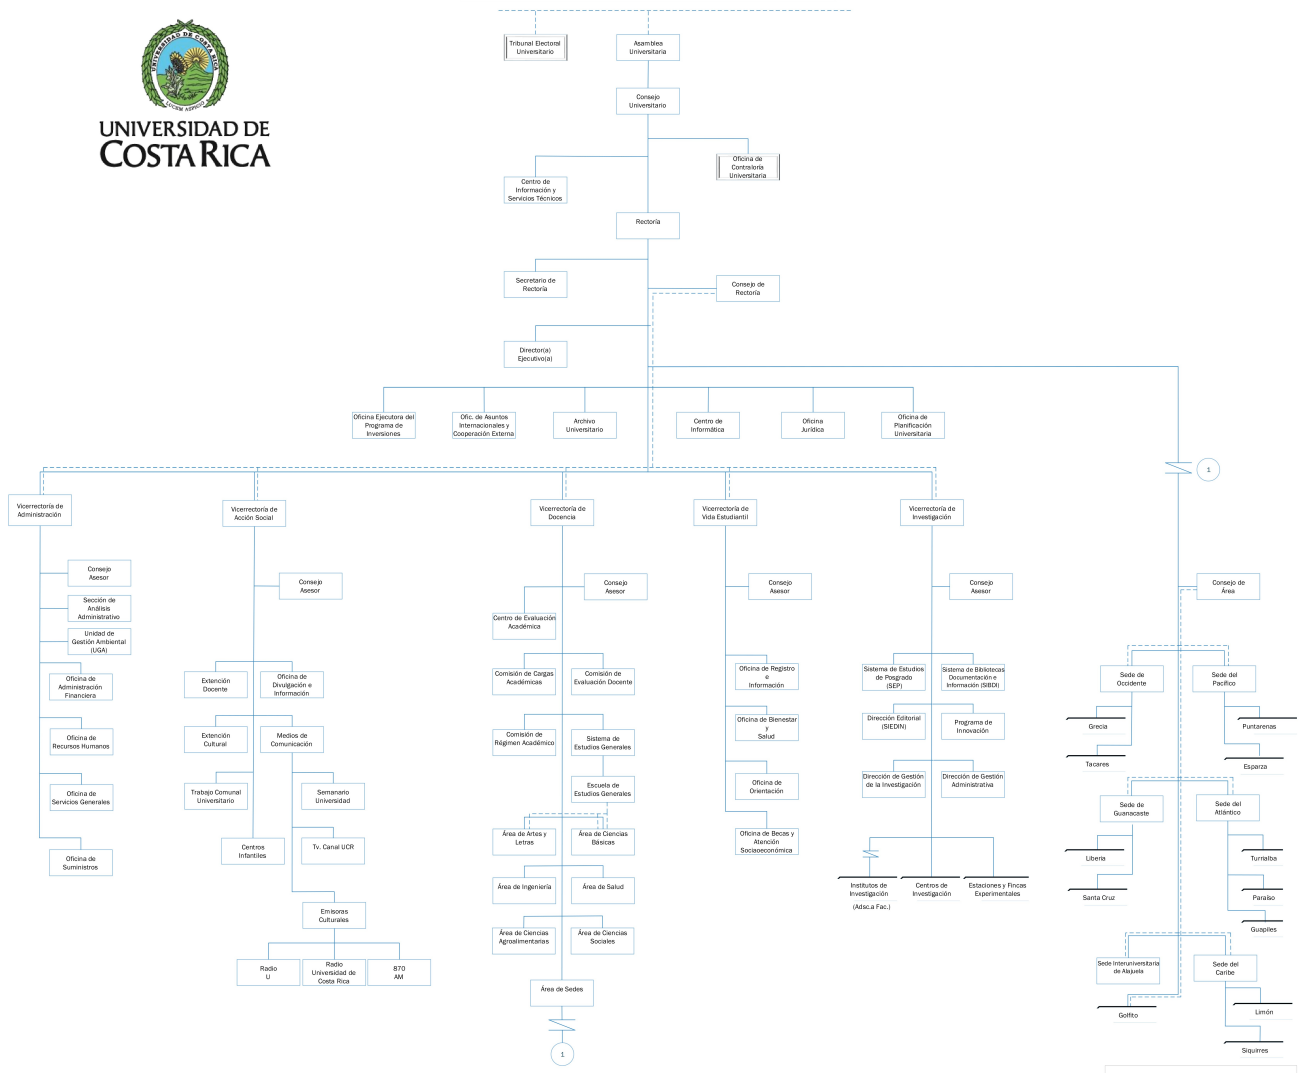 UNIVERSIDAD DE COSTA RICA
LUCEM ASPICIO
UNIVERSIDAD DE
COSTA RICA
Tribunal Electoral
Universitario
Asamblea
Universitaria
Consejo
Universitario
Oficina de
Contraloría
Universitaria
Centro de
Información y
Servicios Técnicos
Rectoría
Secretario de
Rectoría
Consejo de
Rectoría
Director(a)
Ejecutivo(a)
Oficina Ejecutora del
Programa de
Inversiones
Ofic. de Asuntos
Internacionales y
Cooperación Externa
Archivo
Universitario
Centro de
Informática
Oficina
Jurídica
Oficina de
Planificación
Universitaria
1
Vicerrectoría de
Administración
Vicerrectoría de
Acción Social
Vicerrectoría de
Docencia
Vicerrectoría de
Vida Estudiantil
Vicerrectoría de
Investigación
Consejo
Asesor
Sección de
Análisis
Administrativo
Unidad de
Gestión Ambiental
(UGA)
Oficina de
Administración
Financiera
Oficina de
Recursos Humanos
Oficina de
Servicios Generales
Oficina de
Suministros
Consejo
Asesor
Extensión
Docente
Oficina de
Divulgación e
Información
Extensión
Cultural
Medios de
Comunicación
Trabajo Comunal
Universitario
Semanario
Universidad
Centros
Infantiles
Tv. Canal UCR
Emisoras
Culturales
Radio
U
Radio
Universidad de
Costa Rica
870
AM
Consejo
Asesor
Centro de Evaluación
Académica
Comisión de Cargas
Académicas
Comisión de
Evaluación Docente
Comisión de
Régimen Académico
Sistema de
Estudios Generales
Escuela de
Estudios Generales
Área de Artes y
Letras
Área de Ciencias
Básicas
Área de Ingeniería
Área de Salud
Área de Ciencias
Agroalimentarias
Área de Ciencias
Sociales
Área de Sedes
1
Consejo
Asesor
Oficina de Registro
e
Información
Oficina de Bienestar
y
Salud
Oficina de
Orientación
Oficina de Becas y
Atención
Sociaoeconómica
Consejo
Asesor
Sistema de Estudios
de Posgrado
(SEP)
Sistema de Bibliotecas
Documentación e
Información (SIBDI)
Dirección Editorial
(SIEDIN)
Programa de
Innovación
Dirección de Gestión
de la Investigación
Dirección de Gestión
Administrativa
Institutos de
Investigación
(Adsc.a Fac.)
Centros de
Investigación
Estaciones y Fincas
Experimentales
Consejo de
Área
Sede de
Occidente
Sede del
Pacífico
Grecia
Puntarenas
Tacares
Esparza
Sede de
Guanacaste
Sede del
Atlántico
Liberia
Turrialba
Santa Cruz
Paraíso
Guapiles
Sede Interuniversitaria
de Alajuela
Sede del
Caribe
Golfito
Limón
Siquirres